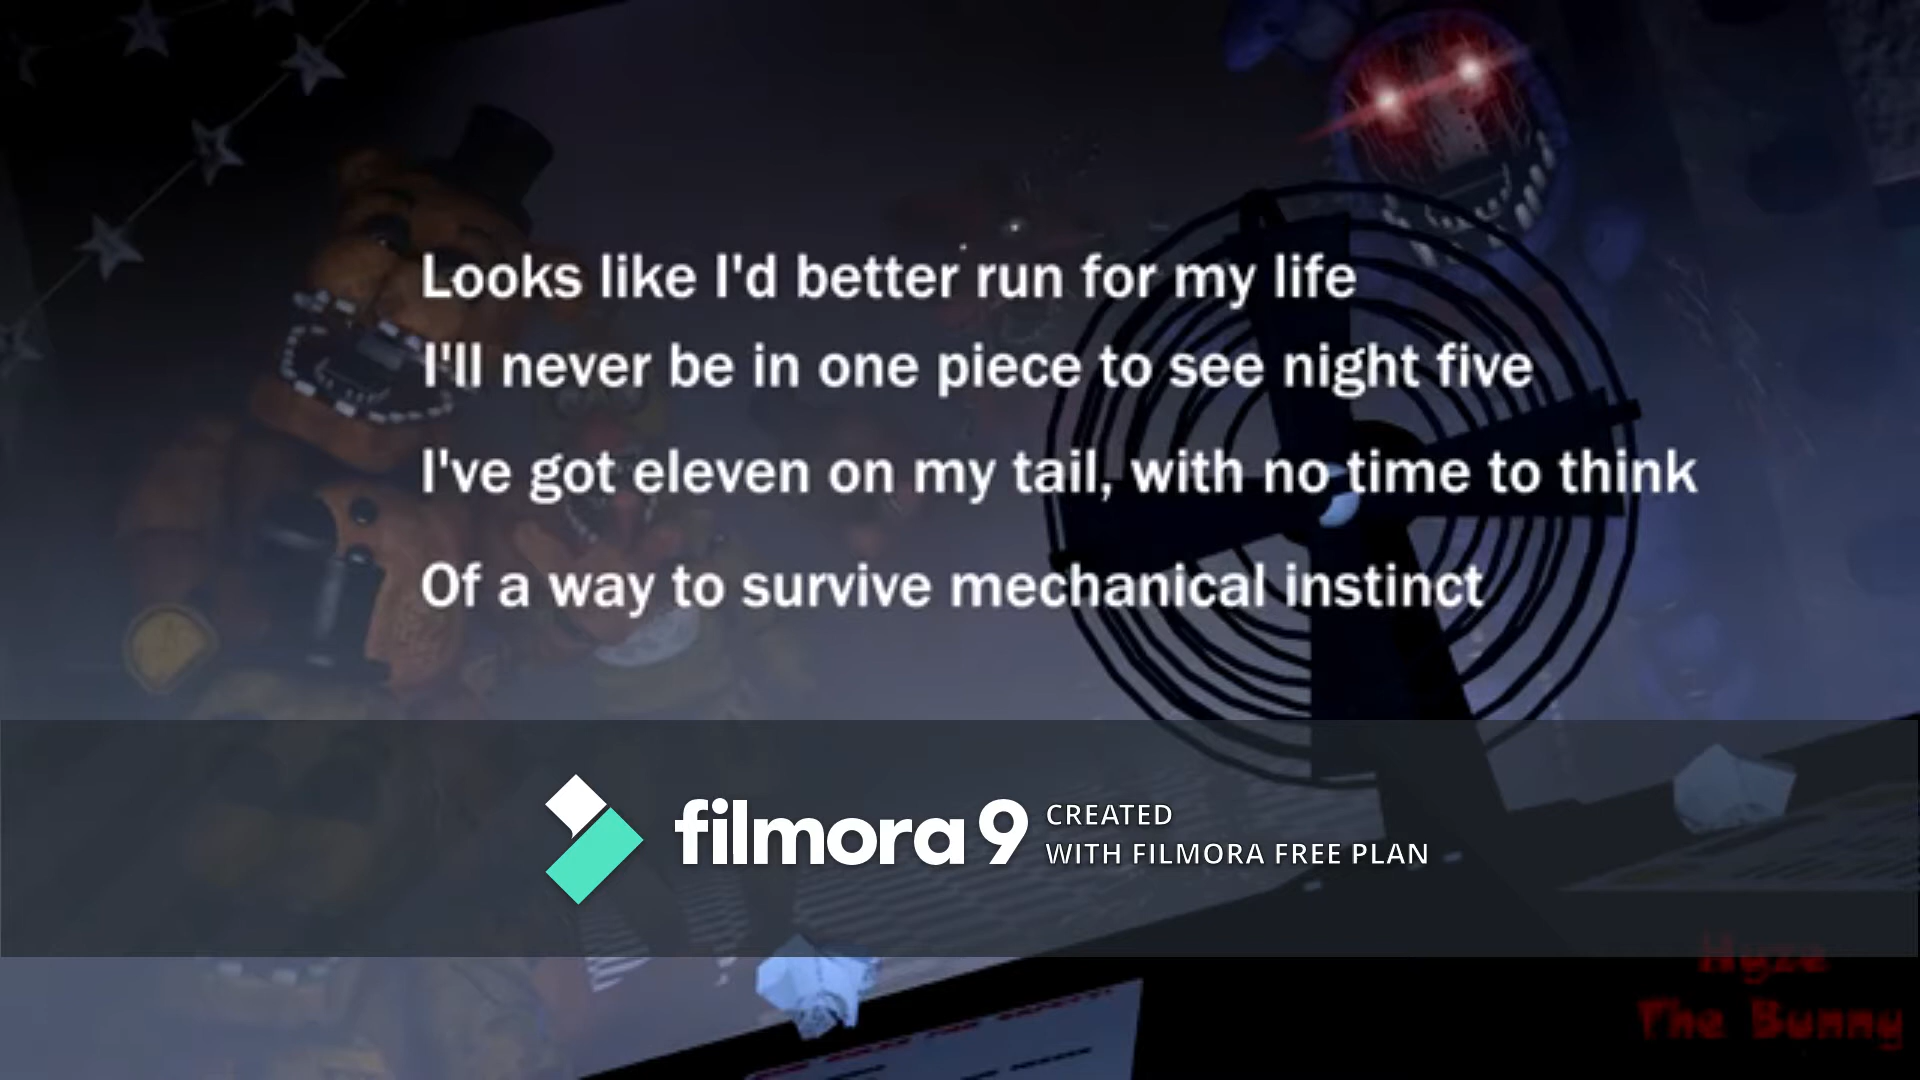 Looks like I'd better run for my life
I'll never be in one piece to see night five
I've got eleven on my tail, with no time to think
Of a way to survive mechanical instinct
filmora9 CREATED
WITH FILMORA FREE PLAN
Hyze
The Bunny